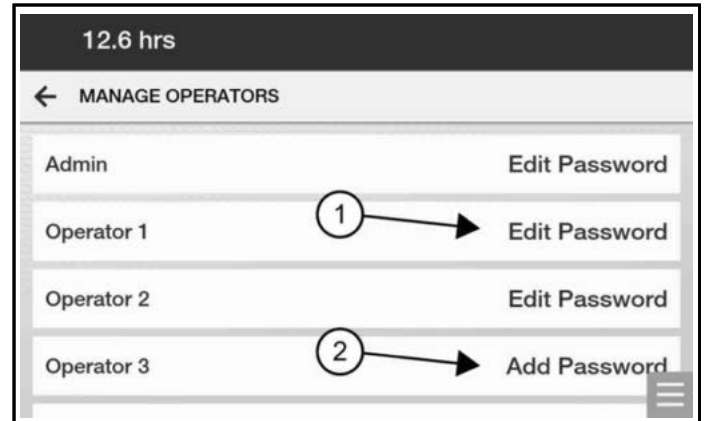 12.6 hrs
← MANAGE OPERATORS
Admin Edit Password
Operator 1 1 Edit Password
Operator 2 Edit Password
Operator 3 2 Add Password